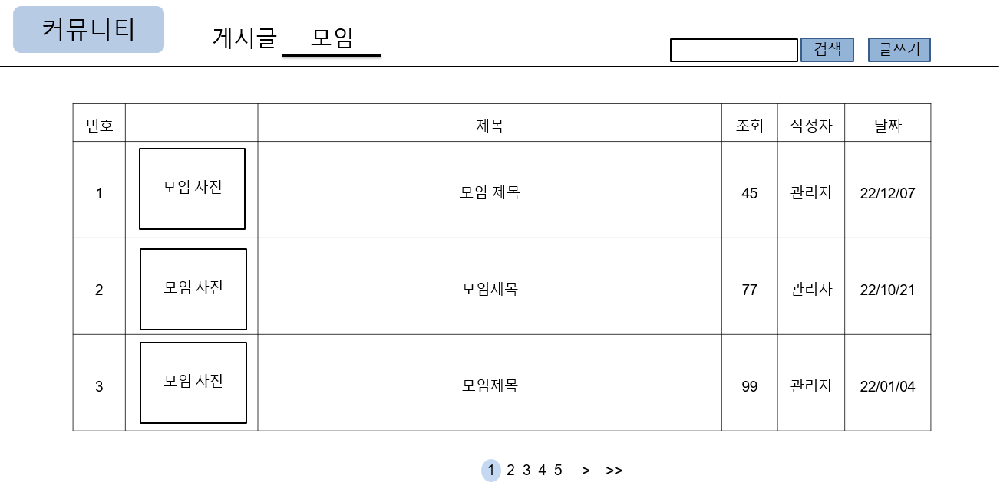 커뮤니티 게시글 모임 검색 글쓰기
번호 제목 조회 작성자 날짜
1 모임 사진 모임 제목 45 관리자 22/12/07
2 모임 사진 모임제목 77 관리자 22/10/21
3 모임 사진 모임제목 99 관리자 22/01/04
1 2 3 4 5 > >>